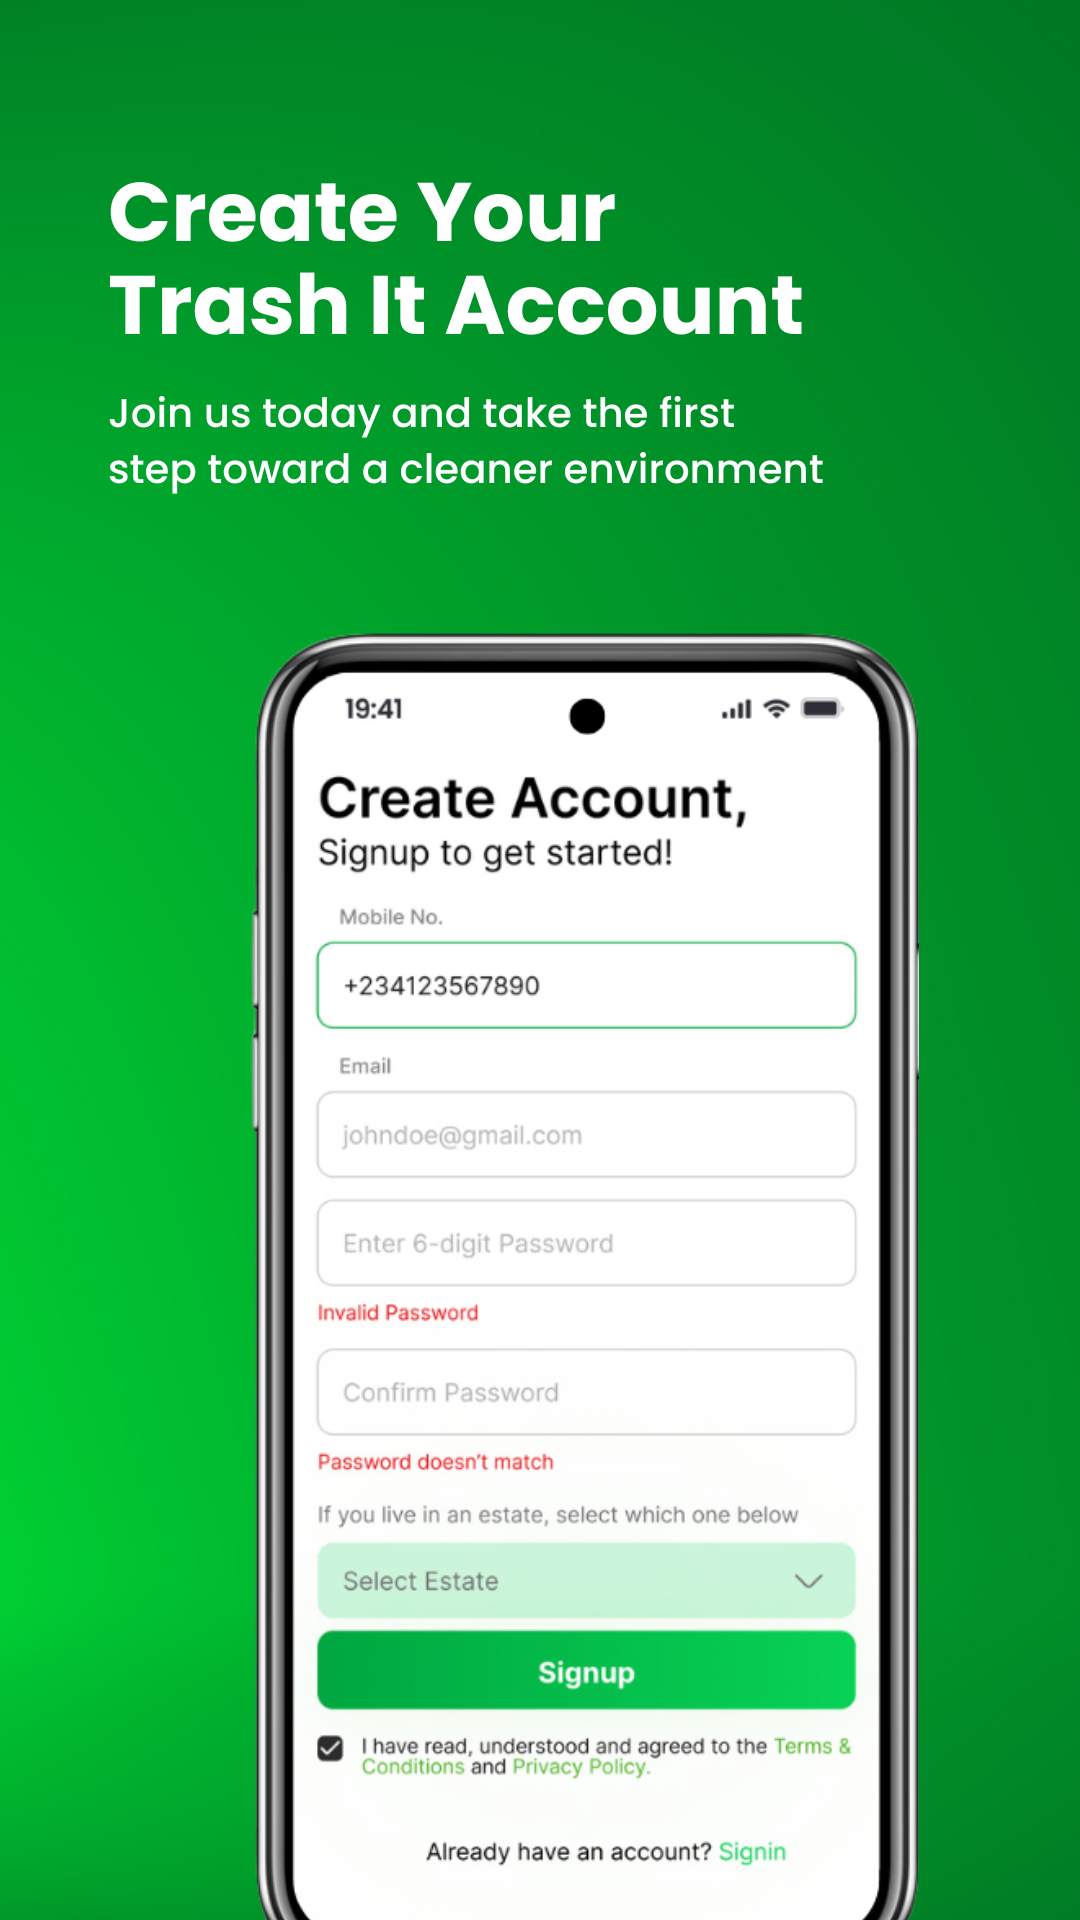 Create Your
Trash It Account
Join us today and take the first
step toward a cleaner environment
19:41
Create Account,
Signup to get started!
Mobile No.
+234123567890
Email
johndoe@gmail.com
Enter 6-digit Password
Invalid Password
Confirm Password
Password doesn't match
If you live in an estate, select which one below
Select Estate
Signup
I have read, understood and agreed to the Terms &
Conditions and Privacy Policy.
Already have an account? Signin